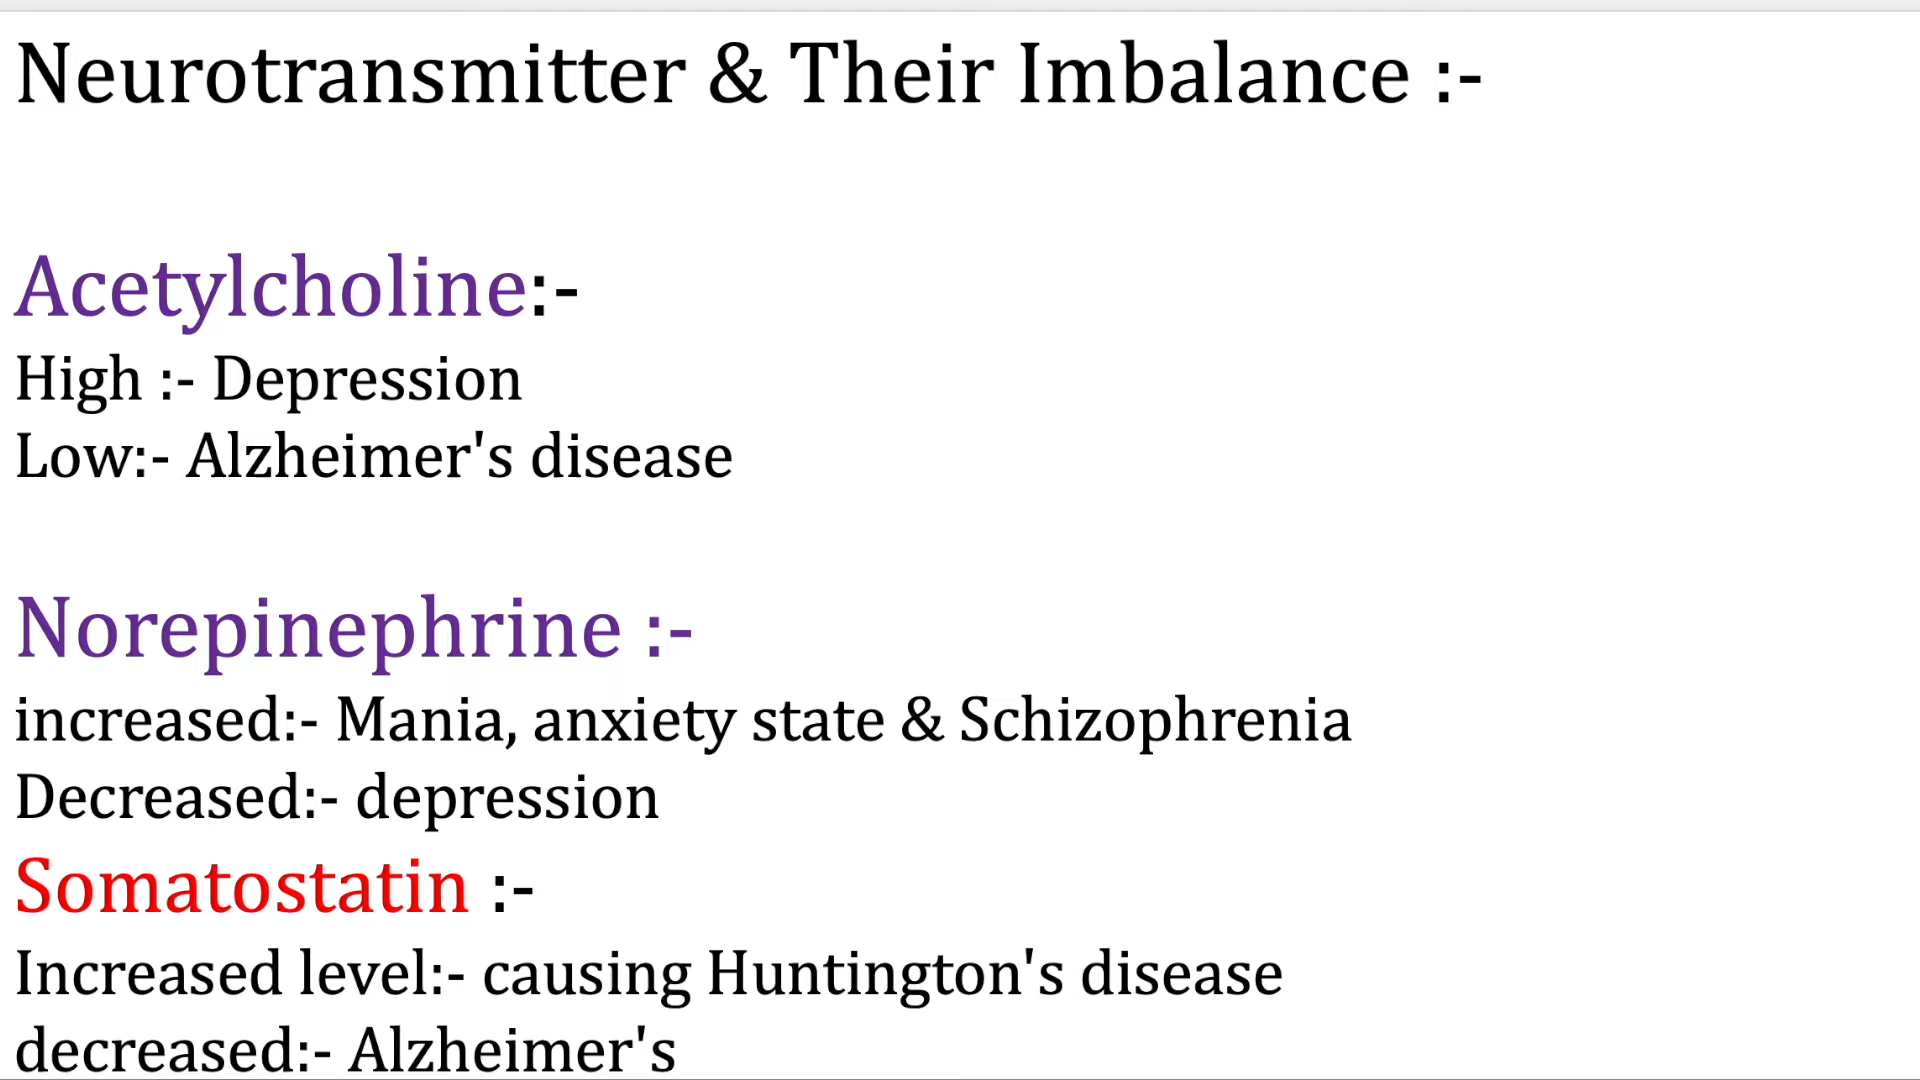 Neurotransmitter & Their Imbalance :-
Acetylcholine:-
High :- Depression
Low:- Alzheimer's disease
Norepinephrine :-
increased:- Mania, anxiety state & Schizophrenia
Decreased:- depression
Somatostatin :-
Increased level:- causing Huntington's disease
decreased:- Alzheimer's